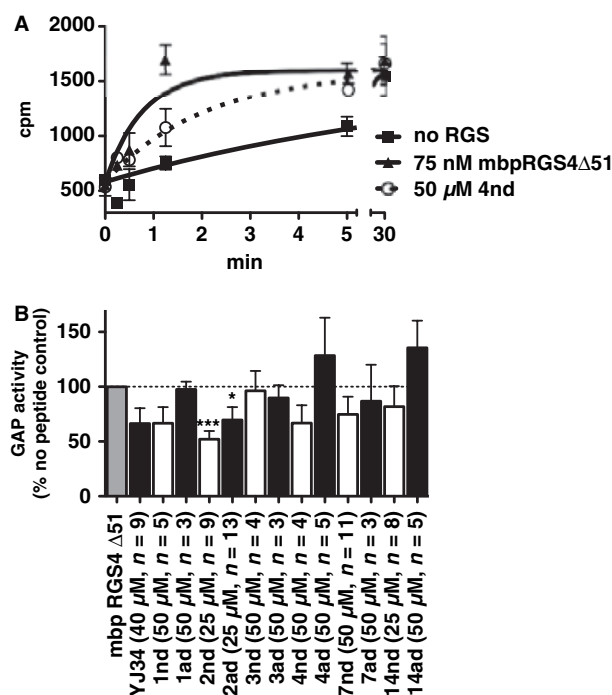 A
2000
1500
1000
500
cpm
0
1
2
3
4
5
30
min
no RGS
75 nM mbpRGS4Δ51
50 µM 4nd
B
150
100
50
0
GAP activity
(% no peptide control)
***
*
mbp RGS4 Δ51
YJ34 (40 µM, n = 9)
1nd (50 µM, n = 5)
1ad (50 µM, n = 3)
2nd (25 µM, n = 9)
2ad (25 µM, n = 13)
3nd (50 µM, n = 4)
3ad (50 µM, n = 3)
4nd (50 µM, n = 4)
4ad (50 µM, n = 5)
7nd (50 µM, n = 11)
7ad (50 µM, n = 3)
14nd (25 µM, n = 8)
14ad (50 µM, n = 5)